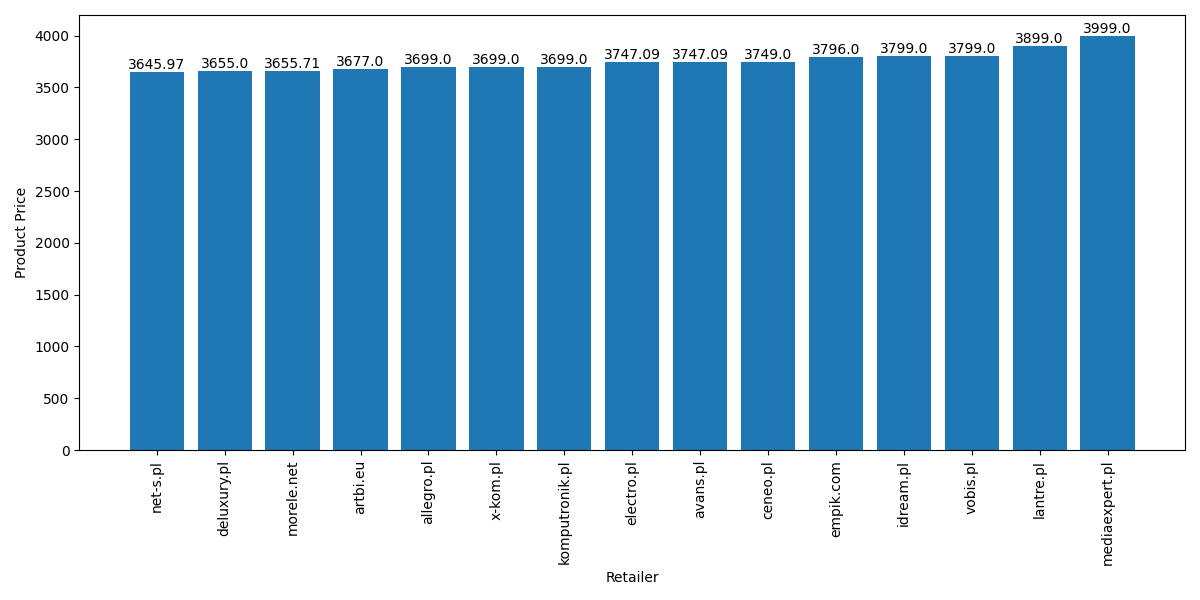 4000
3500
3000
2500
2000
1500
1000
500
0
Product Price
3645.97
3655.0
3655.71
3677.0
3699.0
3699.0
3699.0
3747.09
3747.09
3749.0
3796.0
3799.0
3799.0
3899.0
3999.0
net-s.pl
deluxury.pl
morele.net
artbi.eu
allegro.pl
x-kom.pl
komputronik.pl
electro.pl
avans.pl
ceneo.pl
empik.com
idream.pl
vobis.pl
lantre.pl
mediaexpert.pl
Retailer